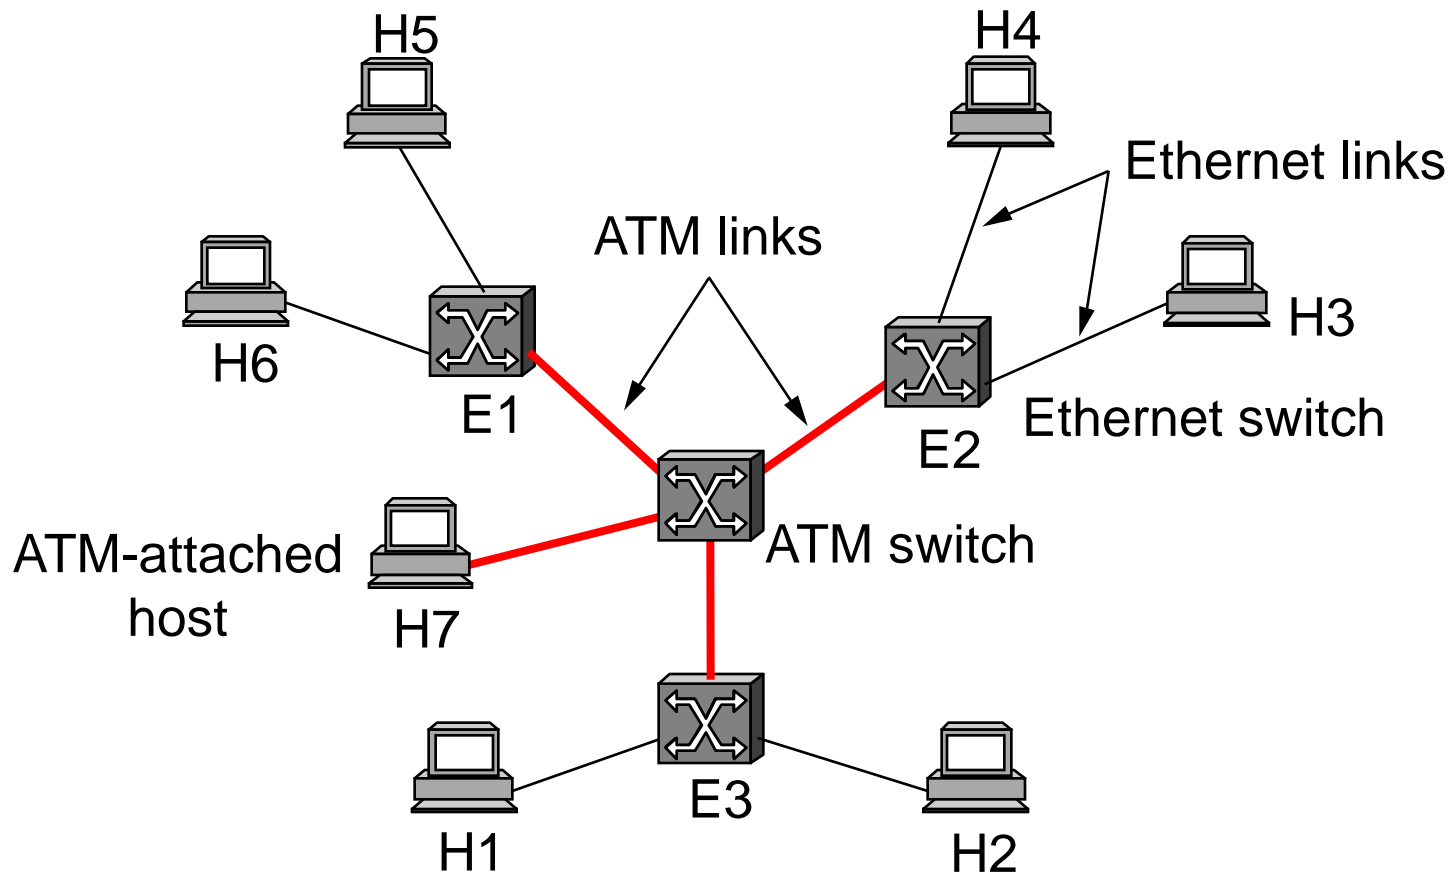 H5
H4
Ethernet links
ATM links
H6
H3
E1
E2
Ethernet switch
ATM-attached
host
ATM switch
H7
E3
H1
H2